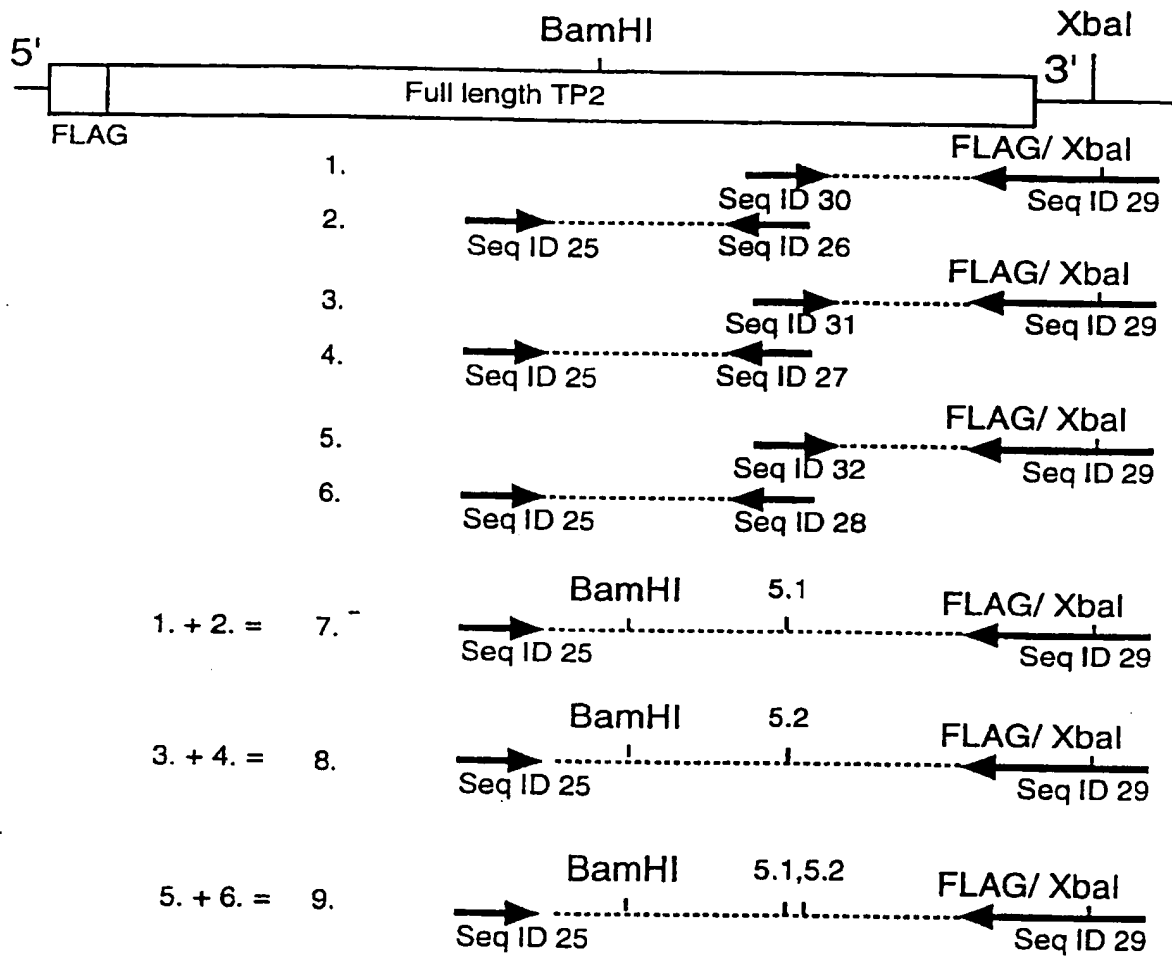 BamHI
XbaI
5'
3'
Full length TP2
FLAG
1.
FLAG/ XbaI
Seq ID 30
Seq ID 29
2.
Seq ID 25
Seq ID 26
3.
FLAG/ XbaI
Seq ID 31
Seq ID 29
4.
Seq ID 25
Seq ID 27
5.
FLAG/ XbaI
Seq ID 32
Seq ID 29
6.
Seq ID 25
Seq ID 28
BamHI 5.1 FLAG/ XbaI
1. + 2. = 7.
Seq ID 25
Seq ID 29
BamHI 5.2 FLAG/ XbaI
3. + 4. = 8.
Seq ID 25
Seq ID 29
BamHI 5.1,5.2 FLAG/ XbaI
5. + 6. = 9.
Seq ID 25
Seq ID 29